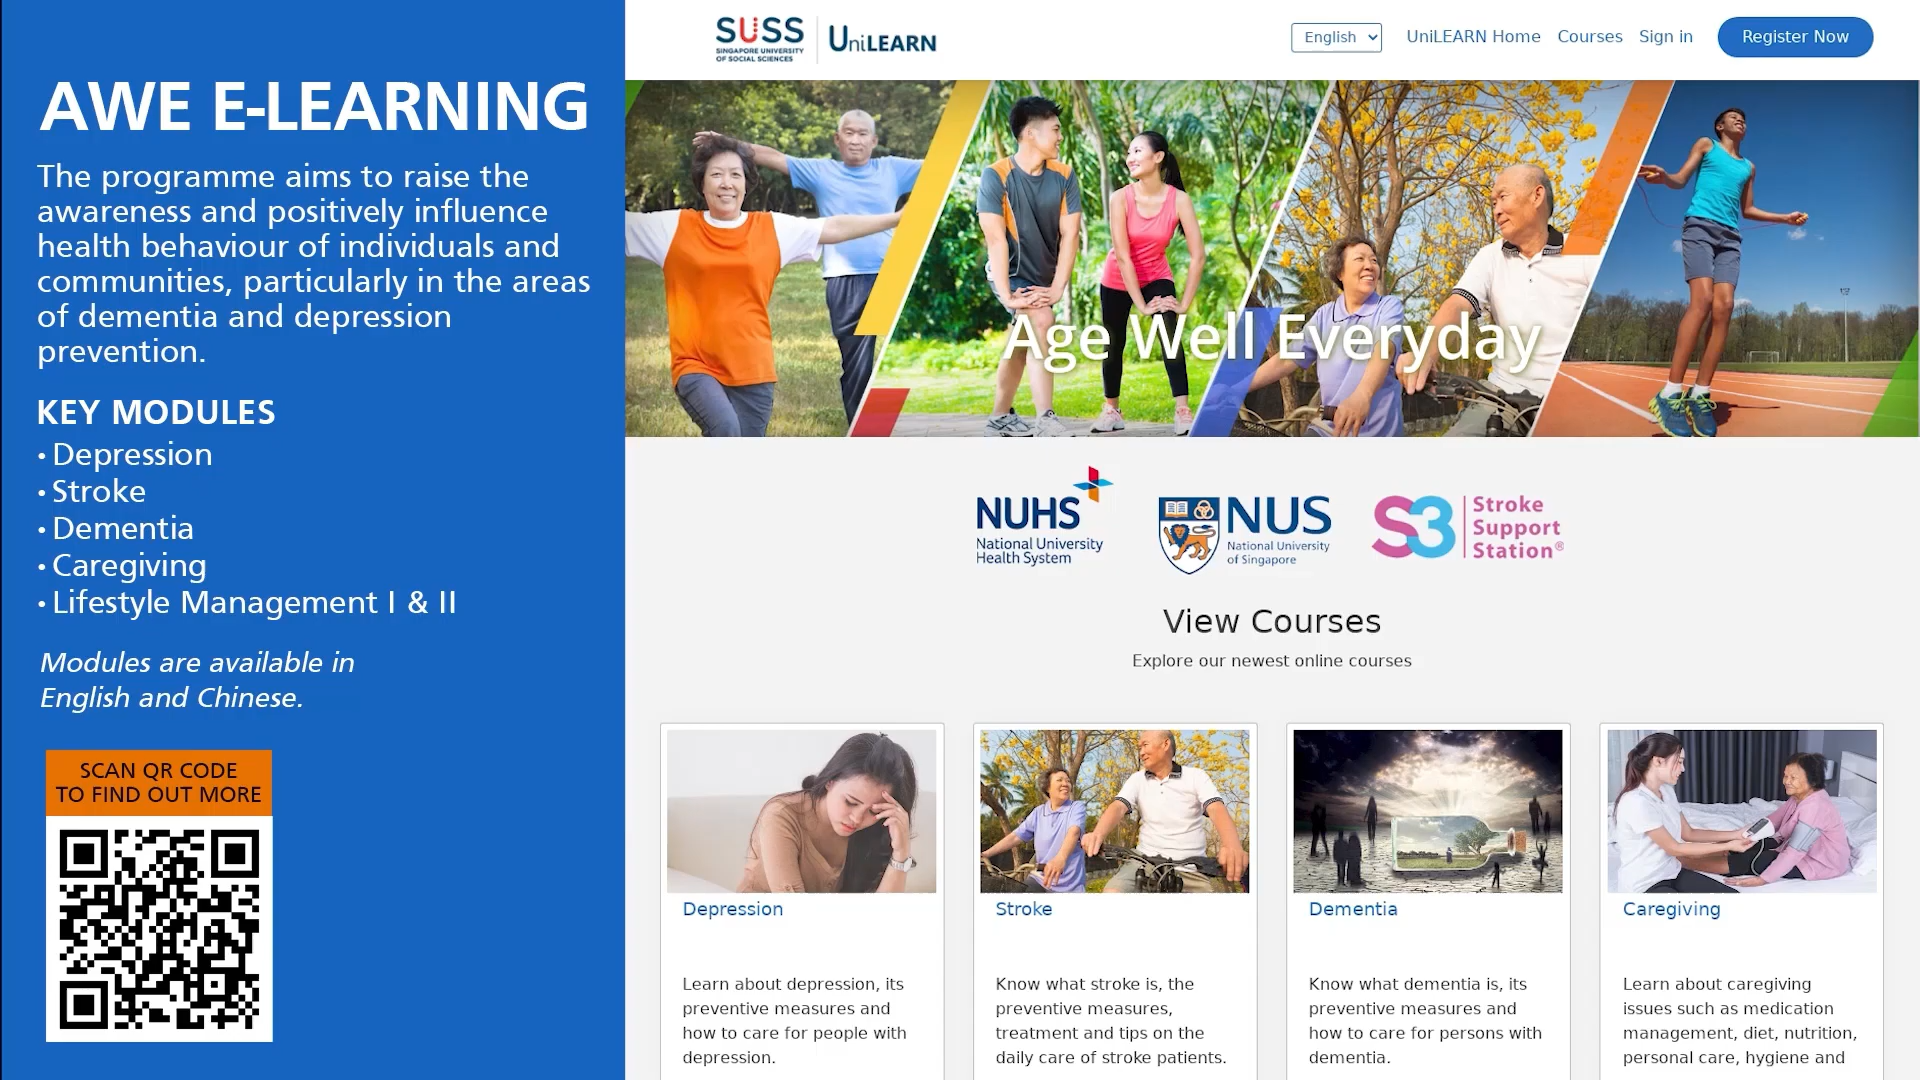 AWE E-LEARNING
The programme aims to raise the
awareness and positively influence
health behaviour of individuals and
communities, particularly in the areas
of dementia and depression
prevention.
KEY MODULES
• Depression
• Stroke
• Dementia
• Caregiving
• Lifestyle Management I & II
Modules are available in
English and Chinese.
SCAN QR CODE
TO FIND OUT MORE
SUSS
SINGAPORE UNIVERSITY
OF SOCIAL SCIENCES
UniLEARN
English
UniLEARN Home
Courses
Sign in
Register Now
Age Well Everyday
NUHS
National University
Health System
NUS
National University
of Singapore
S3
Stroke
Support
Station®
View Courses
Explore our newest online courses
Depression
Learn about depression, its
preventive measures and
how to care for people with
depression.
Stroke
Know what stroke is, the
preventive measures,
treatment and tips on the
daily care of stroke patients.
Dementia
Know what dementia is, its
preventive measures and
how to care for persons with
dementia.
Caregiving
Learn about caregiving
issues such as medication
management, diet, nutrition,
personal care, hygiene and